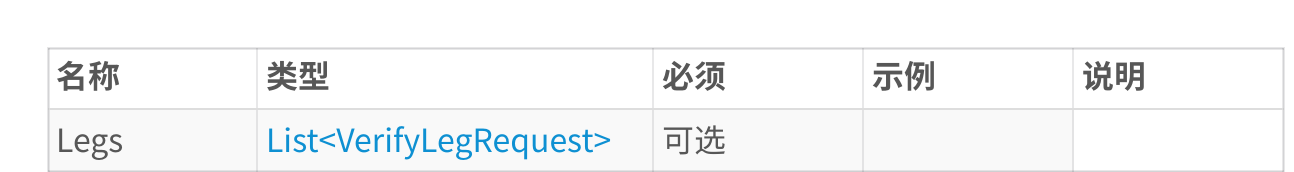 名称 类型 必须 示例 说明
Legs List<VerifyLegRequest> 可选